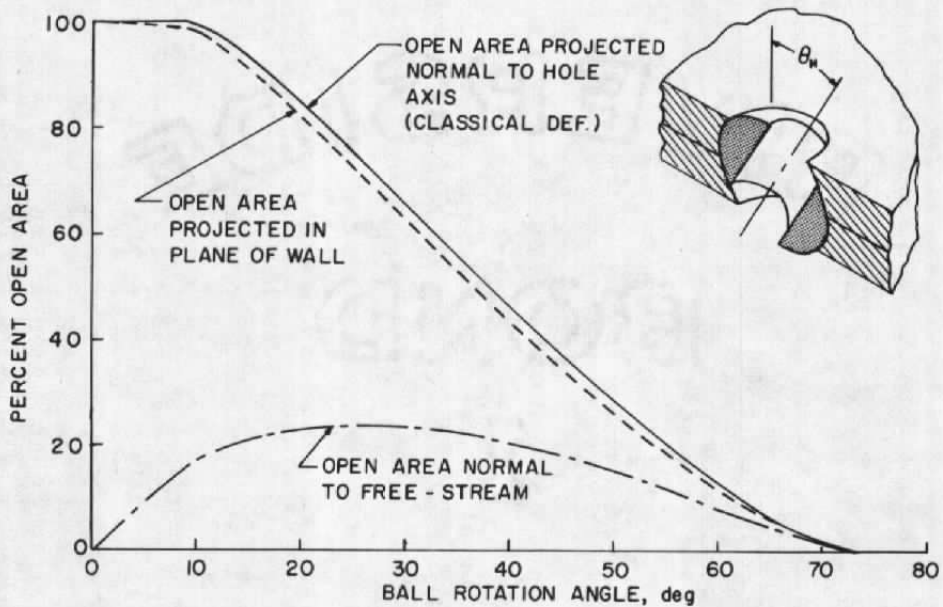 100
80
60
40
20
0
PERCENT OPEN AREA
OPEN AREA PROJECTED
NORMAL TO HOLE
AXIS
(CLASSICAL DEF.)
OPEN AREA
PROJECTED IN
PLANE OF WALL
OPEN AREA NORMAL
TO FREE-STREAM
θH
0 10 20 30 40 50 60 70 80
BALL ROTATION ANGLE, deg